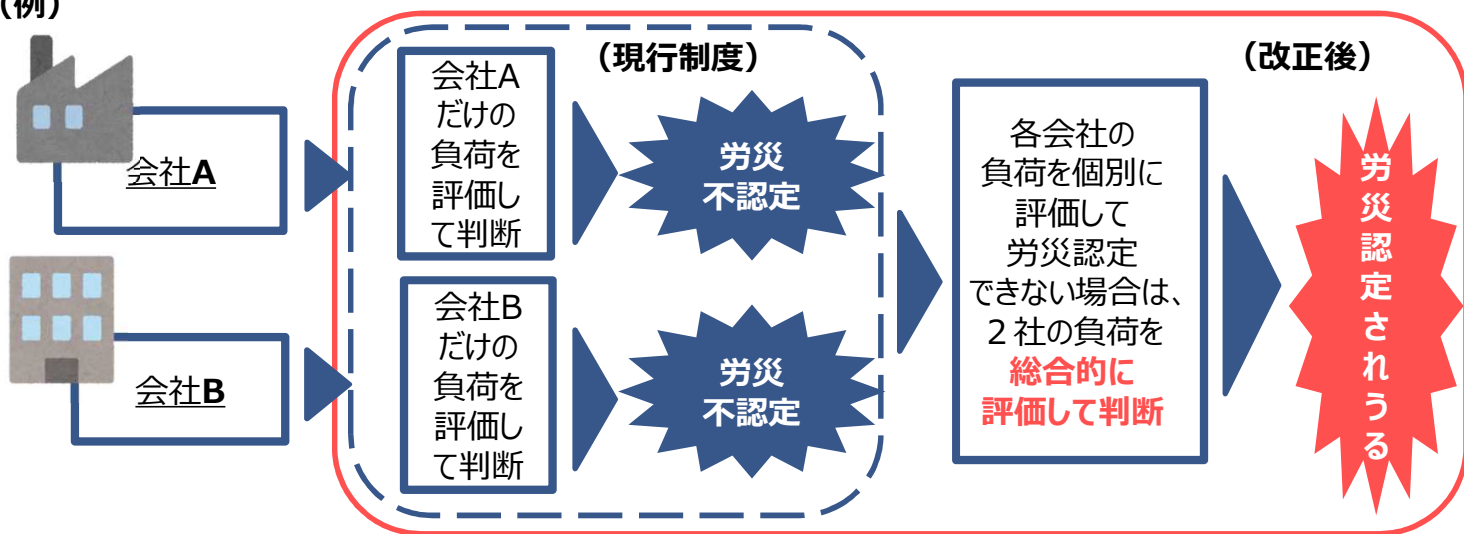 （例）
会社A
会社B
（現行制度）
会社A
だけの
負荷を
評価し
て判断
労災
不認定
会社B
だけの
負荷を
評価し
て判断
労災
不認定
（改正後）
各会社の
負荷を個別に
評価して
労災認定
できない場合は、
２社の負荷を
総合的に
評価して判断
労災認定されうる